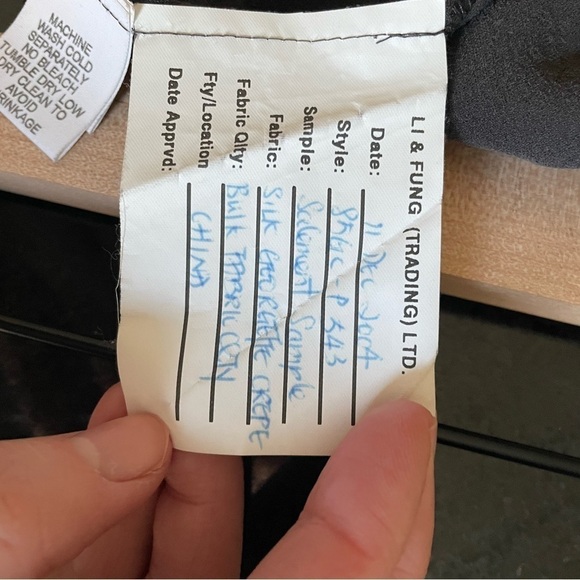 MACHINE
WASH COLD
SEPARATELY
NO BLEACH
TUMBLE DRY LOW
DRY CLEAN TO
AVOID
SHRINKAGE
LI & FUNG (TRADING) LTD.
Date: 11 DEC 2004
Style: P 543
Sample: Salement Sample
Fabric: SILK GEORGETTE CREPE
Fabric Qlty: BULK FABRIC
Fty/Location CHINA
Date Apprvd: